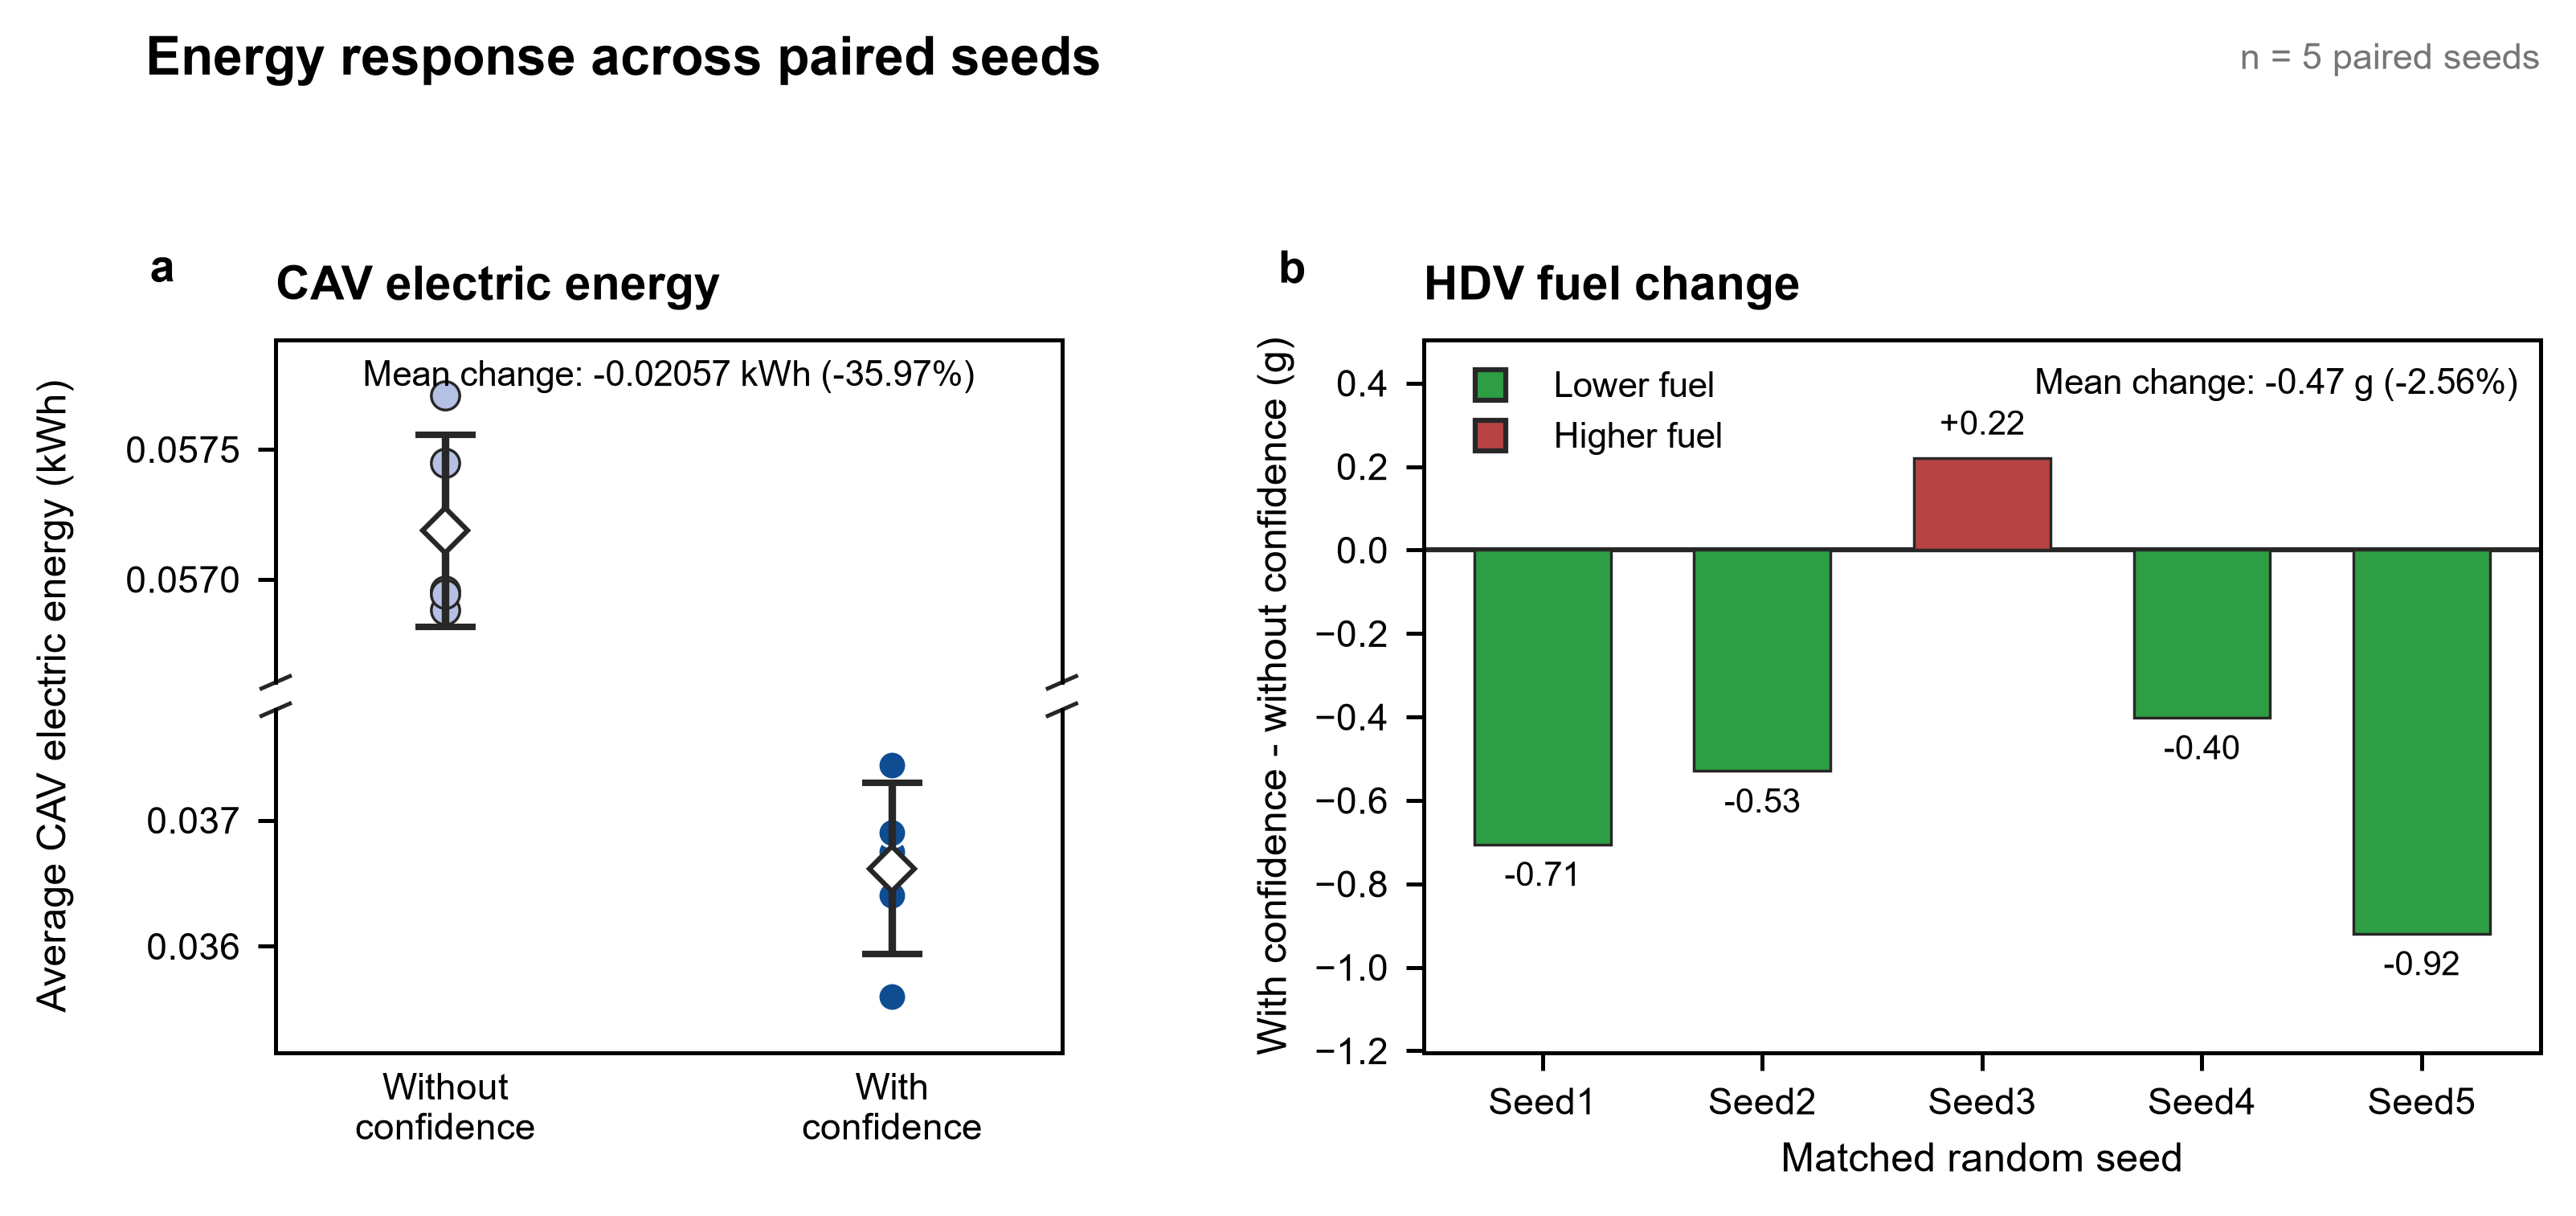 Energy response across paired seeds
n = 5 paired seeds
a
CAV electric energy
Mean change: -0.02057 kWh (-35.97%)
Average CAV electric energy (kWh)
0.0575
0.0570
0.037
0.036
Without
confidence
With
confidence
b
HDV fuel change
With confidence - without confidence (g)
Lower fuel
Higher fuel
Mean change: -0.47 g (-2.56%)
0.4
0.2
0.0
−0.2
−0.4
−0.6
−0.8
−1.0
−1.2
-0.71
-0.53
+0.22
-0.40
-0.92
Seed1
Seed2
Seed3
Seed4
Seed5
Matched random seed